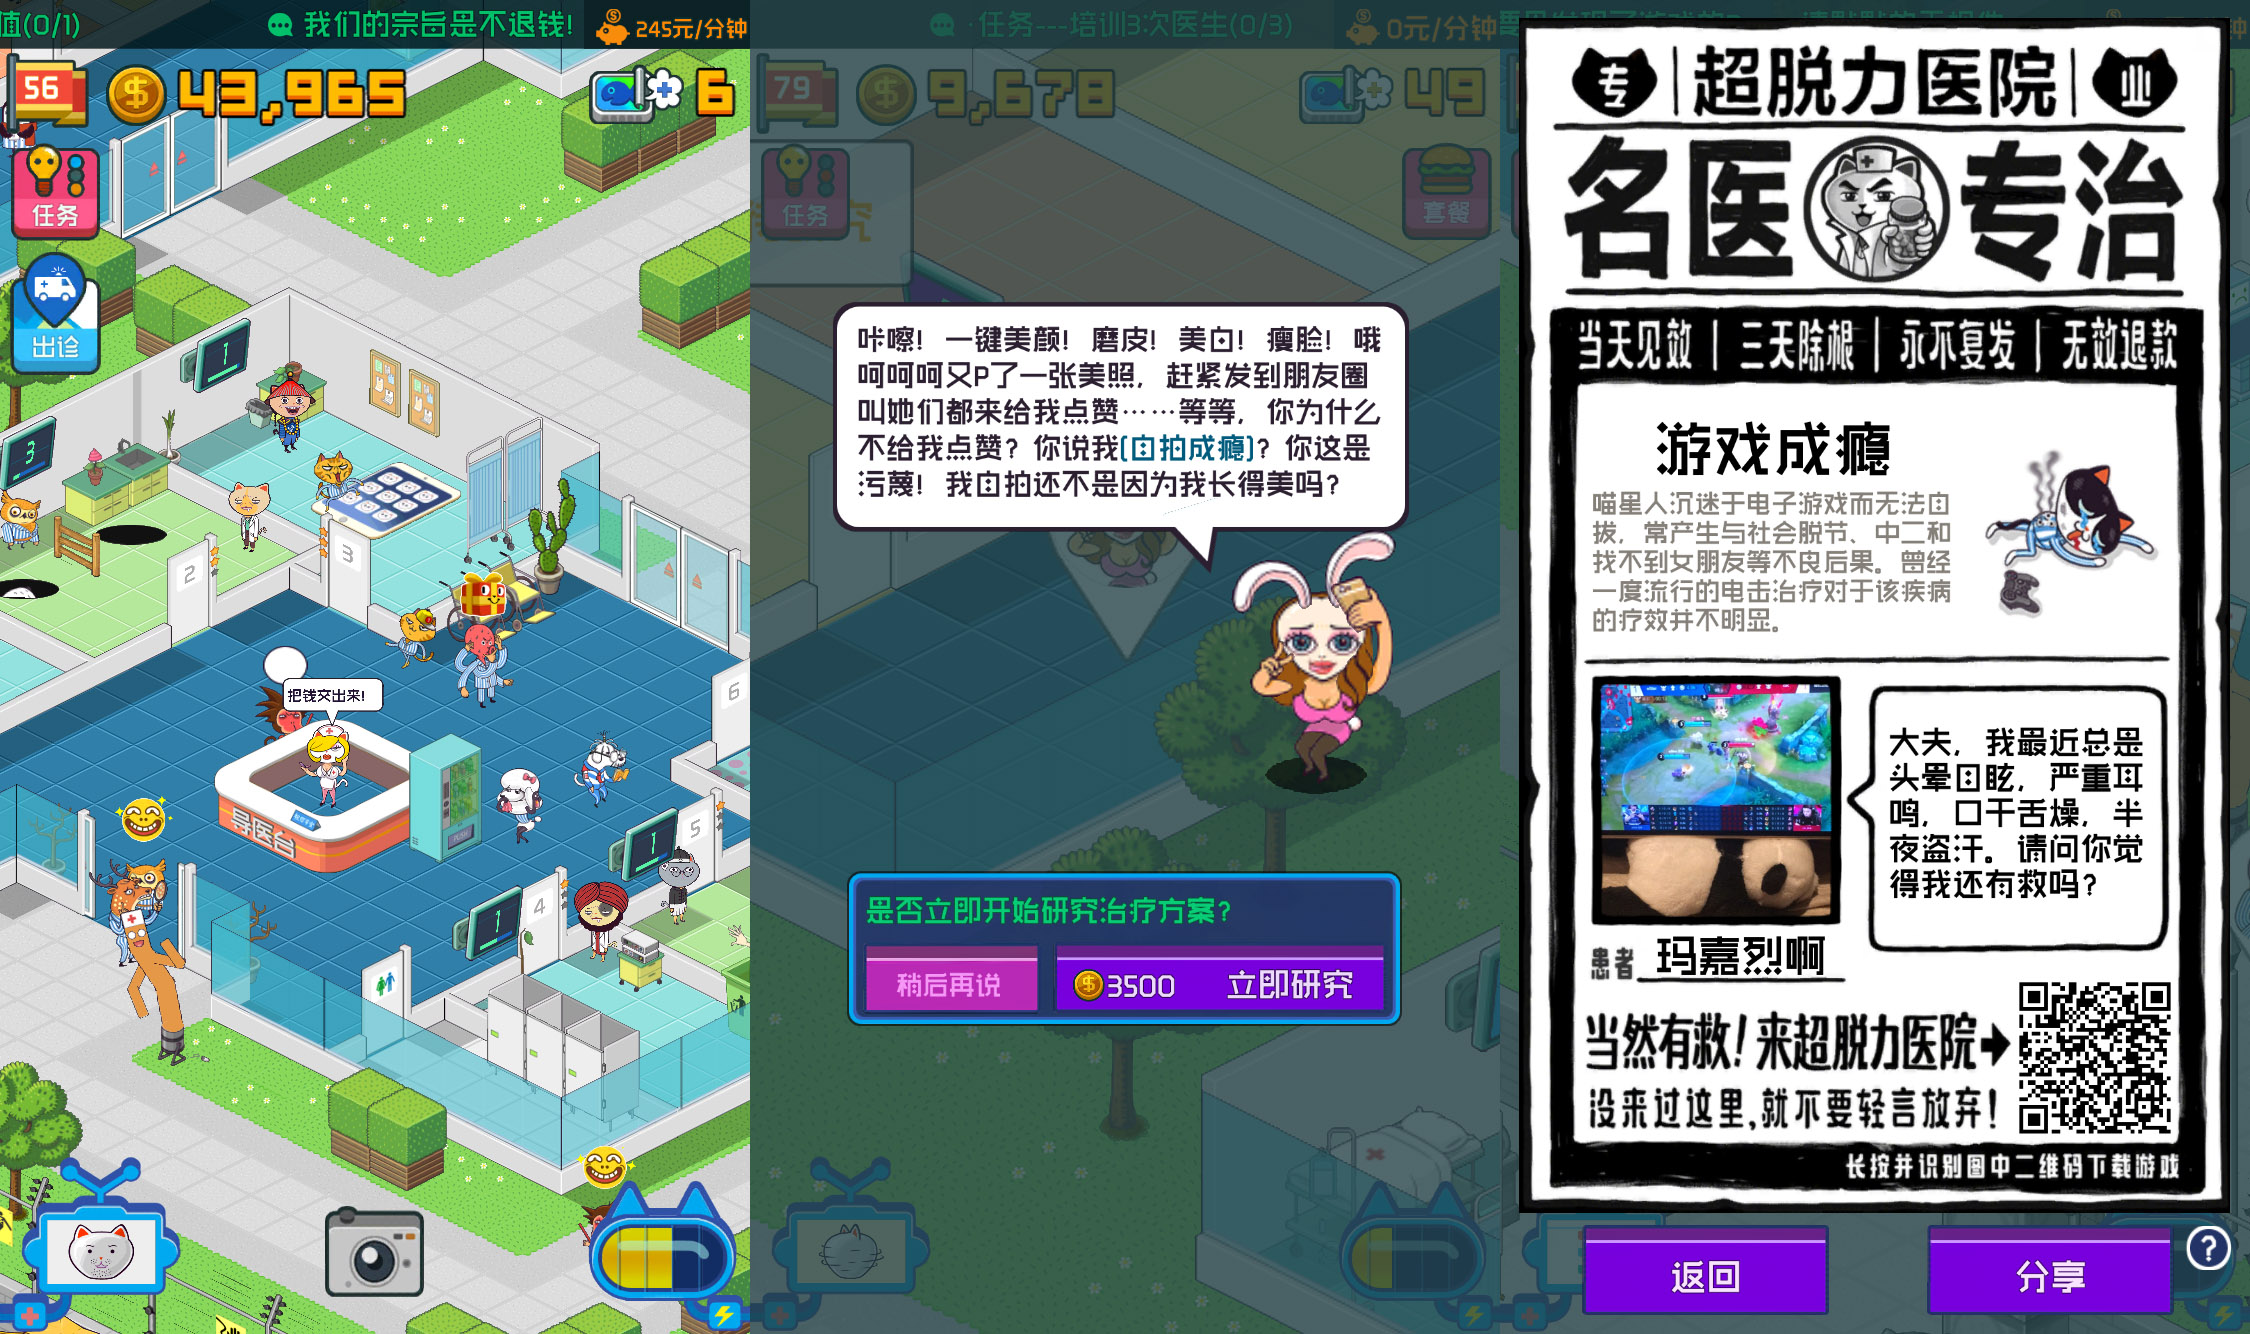 值(0/1)
我们的宗旨是不退钱!
245元/分钟
56
43,965
6
任务
出诊
1
3
2
3
6
把钱交出来!
导医台
1
5
1
4
·任务---培训3次医生(0/3)
0元/分钟
79
9,678
49
任务
套餐
咔嚓! 一键美颜! 磨皮! 美白! 瘦脸! 哦
呵呵呵又P了一张美照, 赶紧发到朋友圈
叫她们都来给我点赞……等等, 你为什么
不给我点赞? 你说我[自拍成瘾]? 你这是
污蔑! 我自拍还不是因为我长得美吗?
是否立即开始研究治疗方案?
稍后再说
3500 立即研究
专 超脱力医院 业
名医 专治
当天见效 | 三天除根 | 永不复发 | 无效退款
游戏成瘾
喵星人沉迷于电子游戏而无法自
拔, 常产生与社会脱节、中二和
找不到女朋友等不良后果。曾经
一度流行的电击治疗对于该疾病
的疗效并不明显。
大夫, 我最近总是
头晕目眩, 严重耳
鸣, 口干舌燥, 半
夜盗汗。请问你觉
得我还有救吗?
患者 玛嘉烈啊
当然有救! 来超脱力医院
没来过这里,就不要轻言放弃!
长按并识别图中二维码下载游戏
返回
分享
?